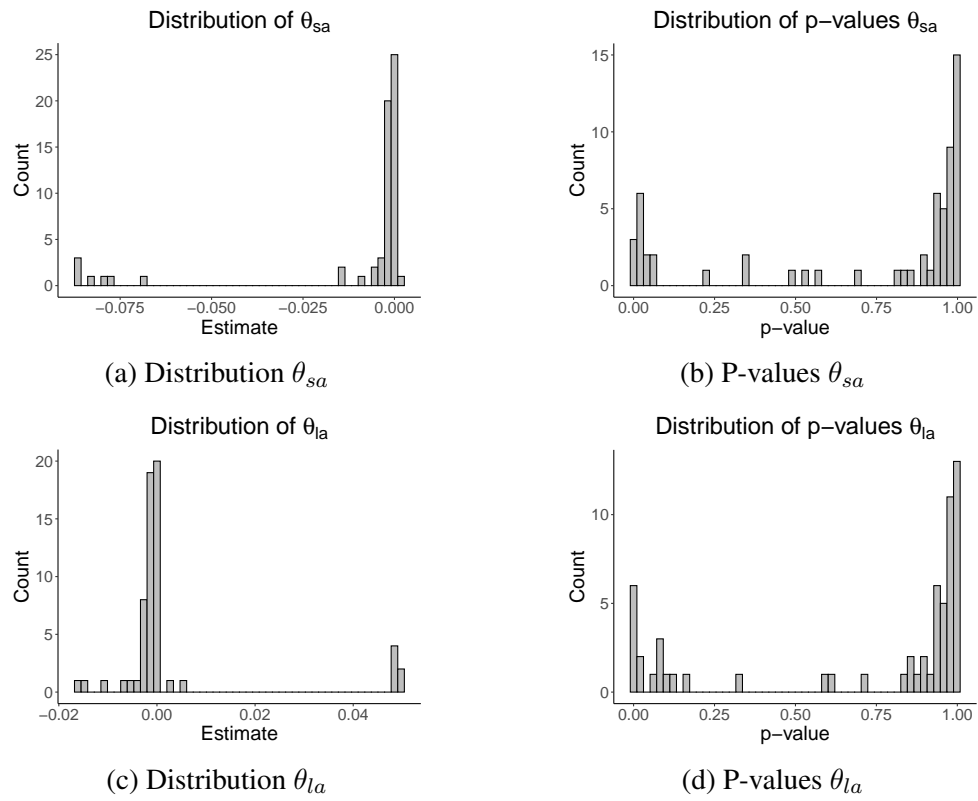 Distribution of θsa
25
20
15
10
5
0
Count
−0.075 −0.050 −0.025 0.000
Estimate
(a) Distribution θsa
Distribution of p−values θsa
15
10
5
0
Count
0.00 0.25 0.50 0.75 1.00
p−value
(b) P-values θsa
Distribution of θla
20
15
10
5
0
Count
−0.02 0.00 0.02 0.04
Estimate
(c) Distribution θla
Distribution of p−values θla
10
5
0
Count
0.00 0.25 0.50 0.75 1.00
p−value
(d) P-values θla